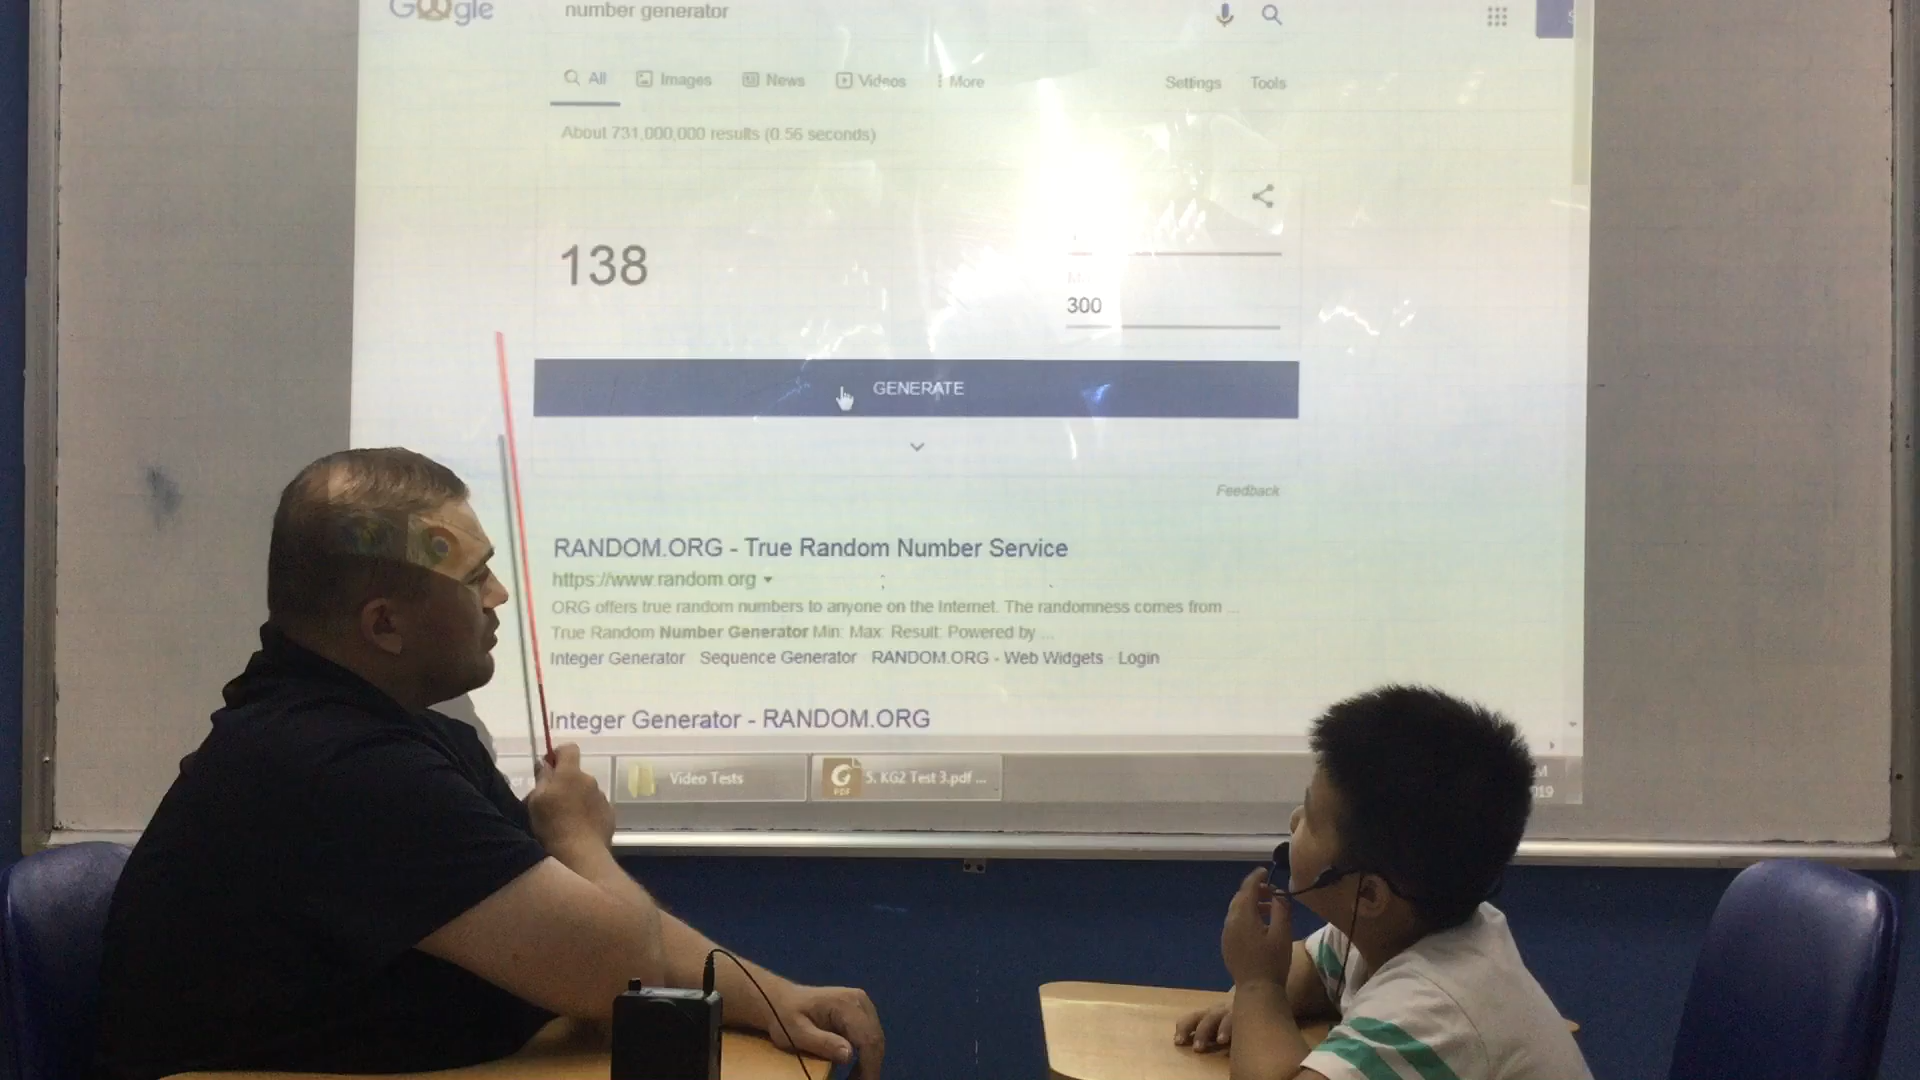 Google
number generator
All Images News Videos More Settings Tools
About 731,000,000 results (0.56 seconds)
138
300
GENERATE
Feedback
RANDOM.ORG - True Random Number Service
https://www.random.org
ORG offers true random numbers to anyone on the Internet. The randomness comes from ...
True Random Number Generator Min: Max: Result: Powered by ...
Integer Generator · Sequence Generator · RANDOM.ORG - Web Widgets · Login
Integer Generator - RANDOM.ORG
Video Tests
5. KG2 Test 3.pdf ...